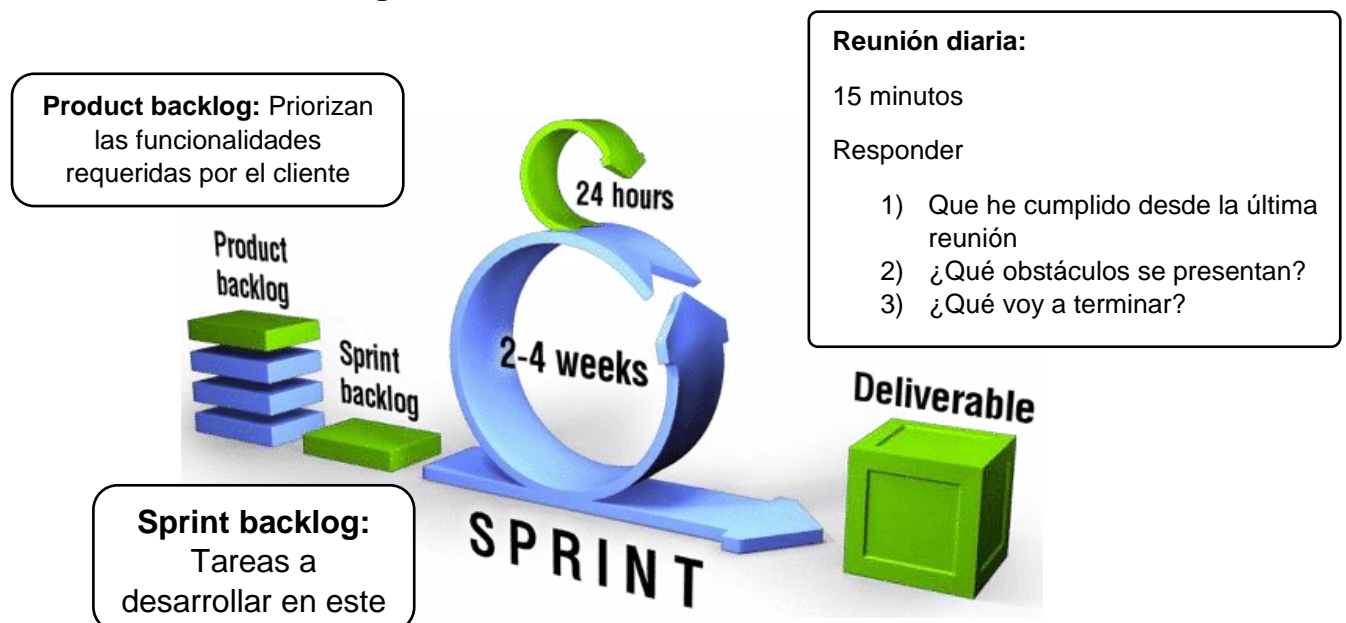 Product backlog: Priorizan
las funcionalidades
requeridas por el cliente
Reunión diaria:
15 minutos
Responder
1) Que he cumplido desde la última
reunión
2) ¿Qué obstáculos se presentan?
3) ¿Qué voy a terminar?
24 hours
Product
backlog
Sprint
backlog
2-4 weeks
Deliverable
SPRINT
Sprint backlog:
Tareas a
desarrollar en este